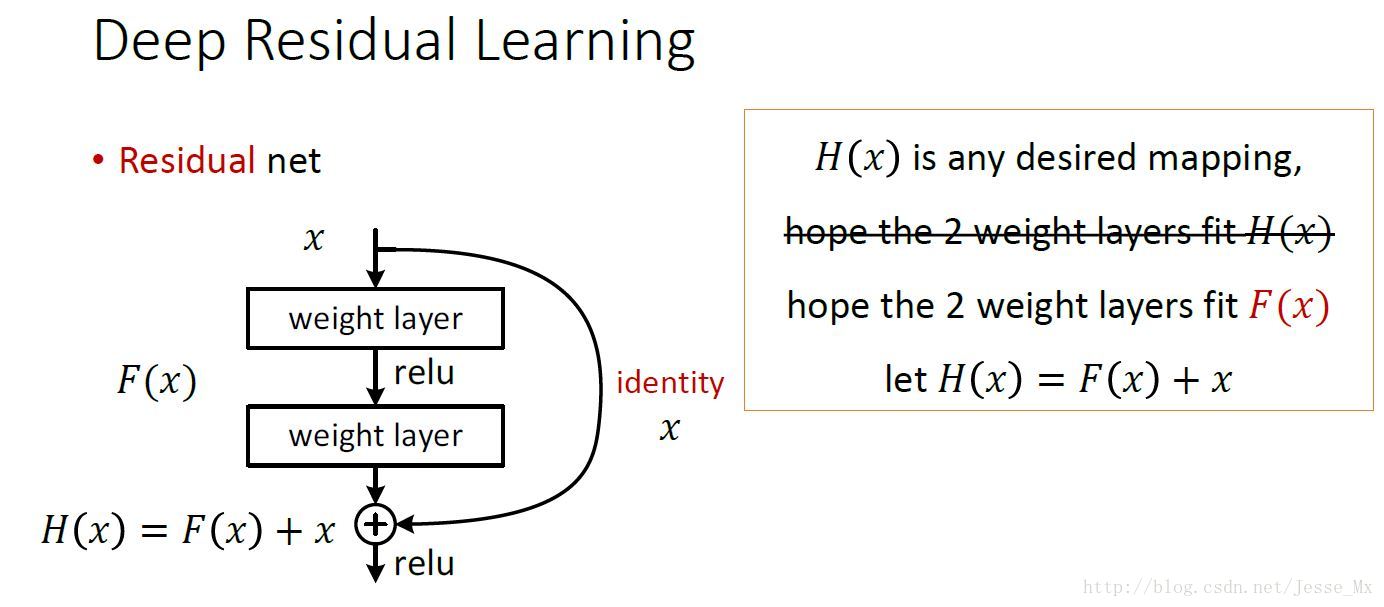 Deep Residual Learning
• Residual net
x
weight layer
relu
F(x)
weight layer
identity
x
H(x) = F(x) + x
relu
H(x) is any desired mapping,
hope the 2 weight layers fit H(x)
hope the 2 weight layers fit F(x)
let H(x) = F(x) + x
http://blog.csdn.net/Jesse_Mx